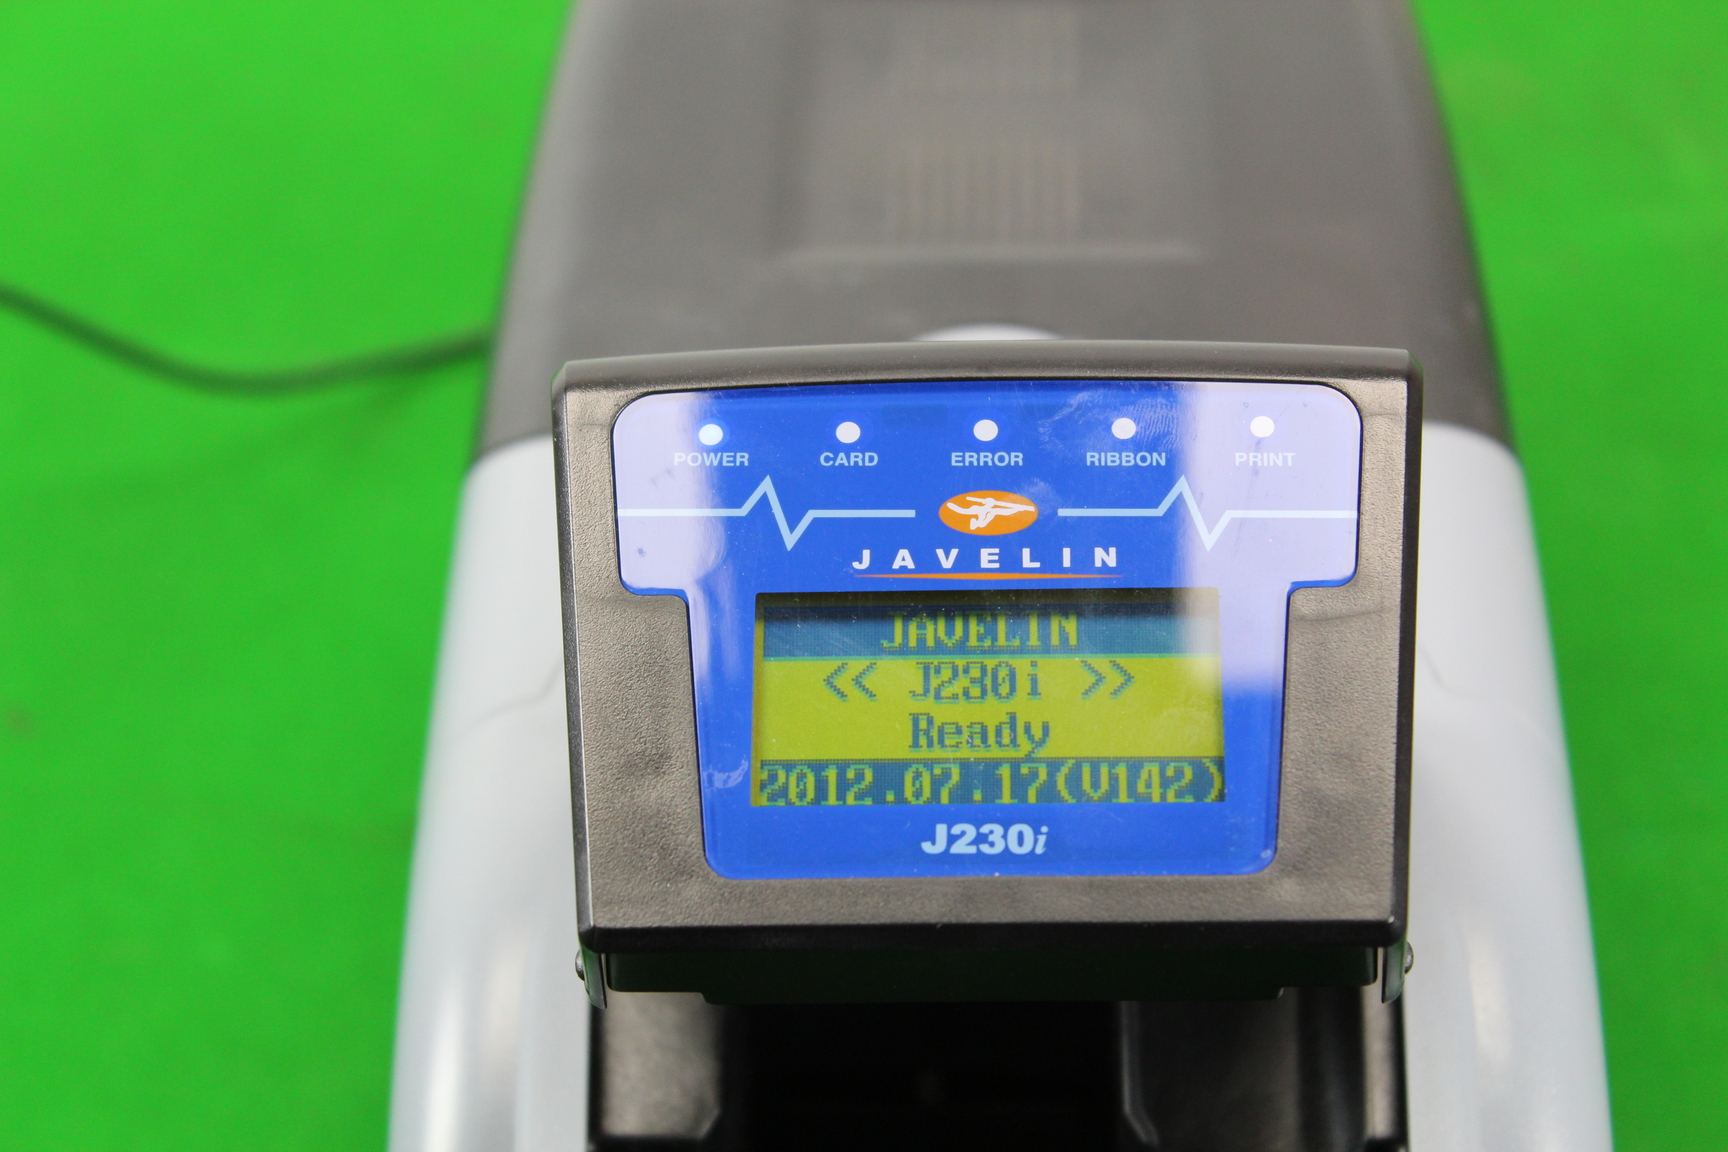 POWER CARD ERROR RIBBON PRINT
JAVELIN
JAVELIN
<< J230i >>
Ready
2012.07.17(V142)
J230i